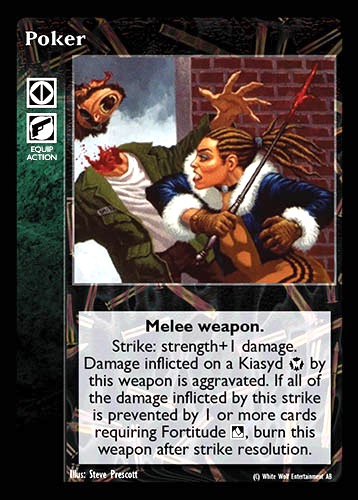 Poker
EQUIP
ACTION
Melee weapon.
Strike: strength+1 damage.
Damage inflicted on a Kiasyd by
this weapon is aggravated. If all of
the damage inflicted by this strike
is prevented by 1 or more cards
requiring Fortitude , burn this
weapon after strike resolution.
Illus: Steve Prescott
(C) White Wolf Entertainment AB